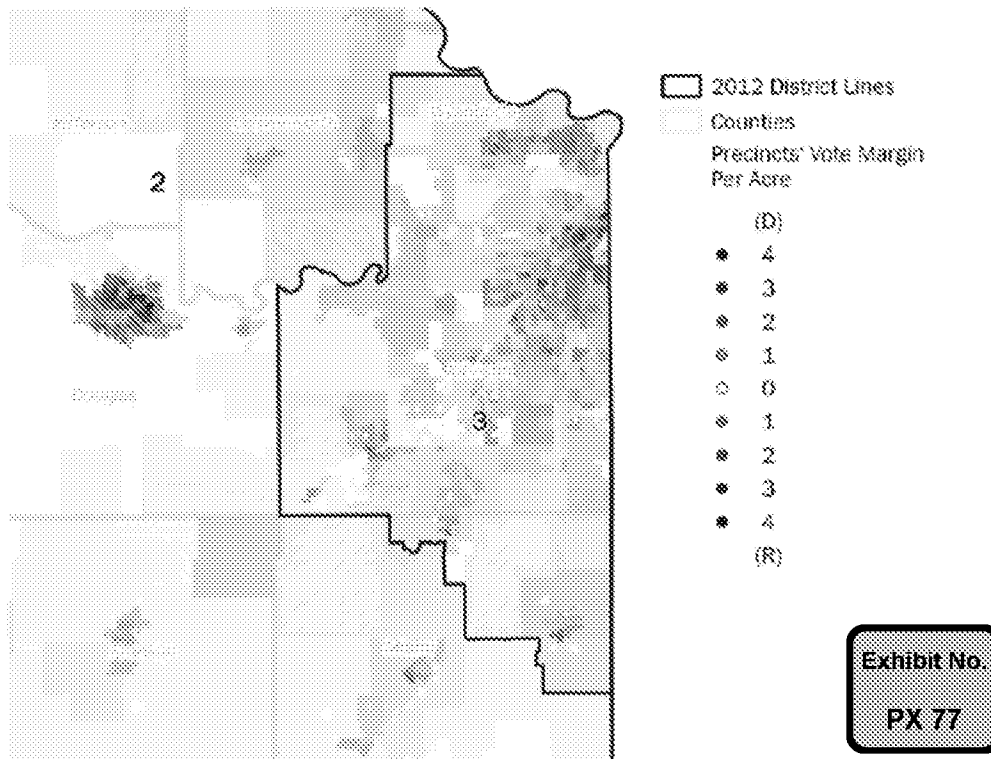 2012 District Lines
Counties
Precincts' Vote Margin
Per Acre
(D)
4
3
2
1
0
1
2
3
4
(R)
2
Douglas
3
Exhibit No.
PX 77